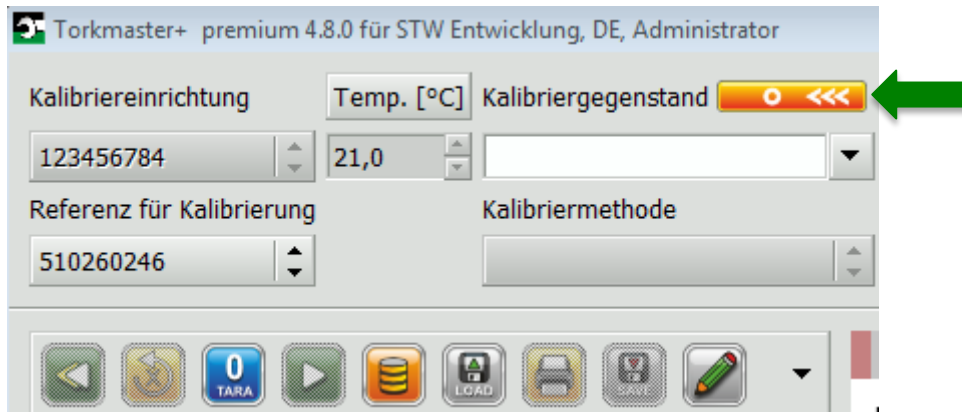 Torkmaster+ premium 4.8.0 für STW Entwicklung, DE, Administrator
Kalibriereinrichtung
Temp. [°C]
Kalibriergegenstand
O <<<
123456784
21,0
Referenz für Kalibrierung
Kalibriermethode
510260246
0
TARA
LOAD
SAVE